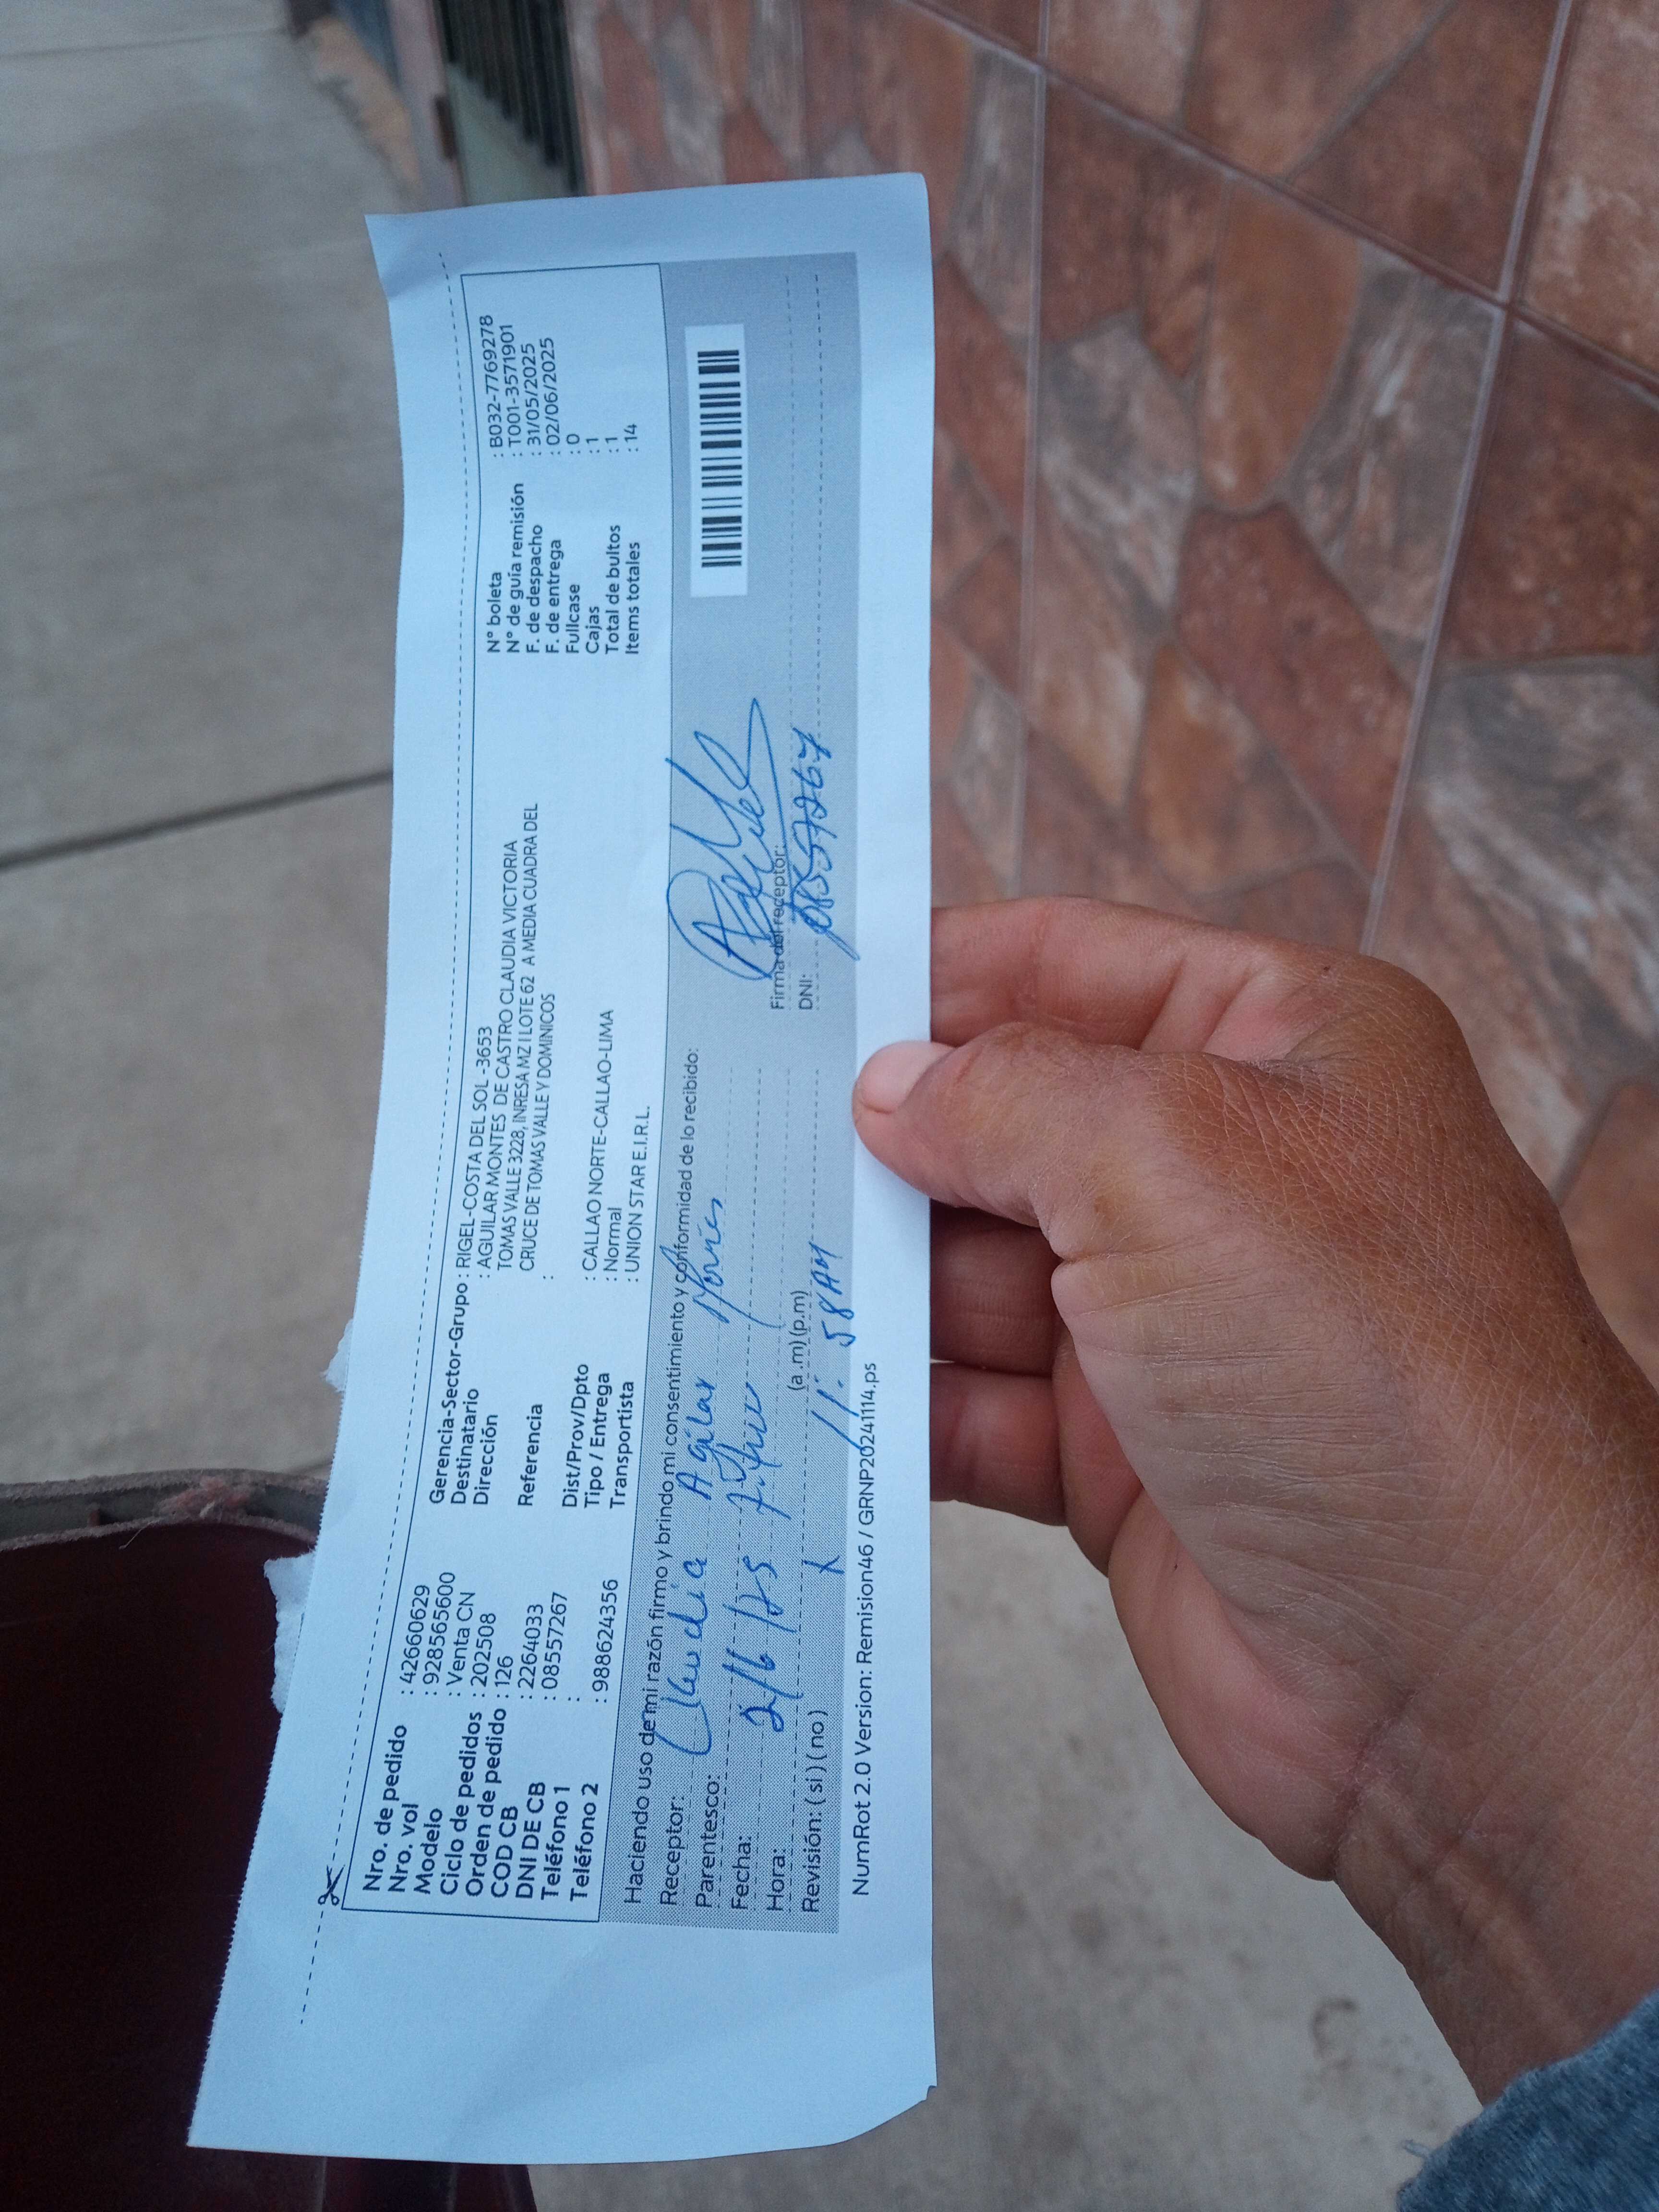 Nro. de pedido : 42660629
Nro. vol : 928565600
Modelo : Venta CN
Ciclo de pedidos : 202508
Orden de pedido : 126
COD CB : 2264033
DNI DE CB : 08557267
Teléfono 1 :
Teléfono 2 : 988624356
Gerencia-Sector-Grupo : RIGEL-COSTA DEL SOL -3653
Destinatario : AGUILAR MONTES DE CASTRO CLAUDIA VICTORIA
Dirección TOMAS VALLE 3228, INRESA MZ I LOTE 62 A MEDIA CUADRA DEL
CRUCE DE TOMAS VALLE Y DOMINICOS
Referencia :
Dist/Prov/Dpto : CALLAO NORTE-CALLAO-LIMA
Tipo / Entrega : Normal
Transportista : UNION STAR E.I.R.L.
N° boleta : B032-7769278
N° de guía remisión : T001-3571901
F. de despacho : 31/05/2025
F. de entrega : 02/06/2025
Fullcase : 0
Cajas : 1
Total de bultos : 1
Items totales : 14
Haciendo uso de mi razón firmo y brindo mi consentimiento y conformidad de lo recibido:
Receptor: Claudia Agilar
Parentesco:
Fecha: 2/6/25
Hora: (a .m) (p.m) 11:58 AM
Revisión: ( si ) ( no ) X
Firma del receptor:
DNI: 08557267
NumRot 2.0 Version: Remision46 / GRNP20241114.ps